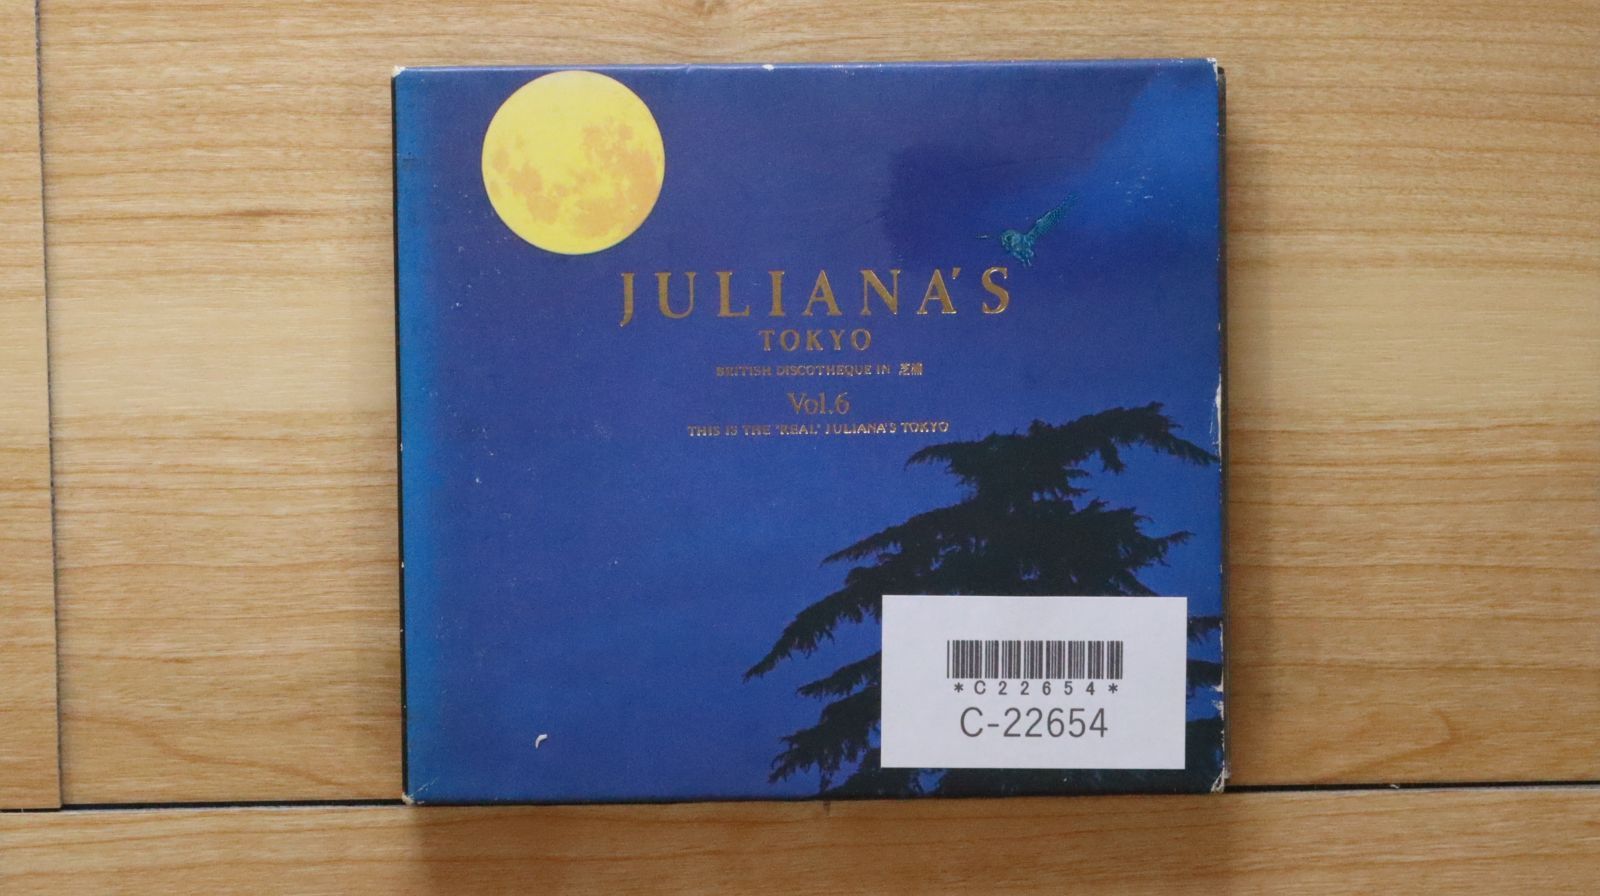 JULIANA'S
TOKYO
BRITISH DISCOTHEQUE IN 芝浦
Vol.6
THIS IS THE "REAL" JULIANA'S TOKYO
*C22654*
C-22654